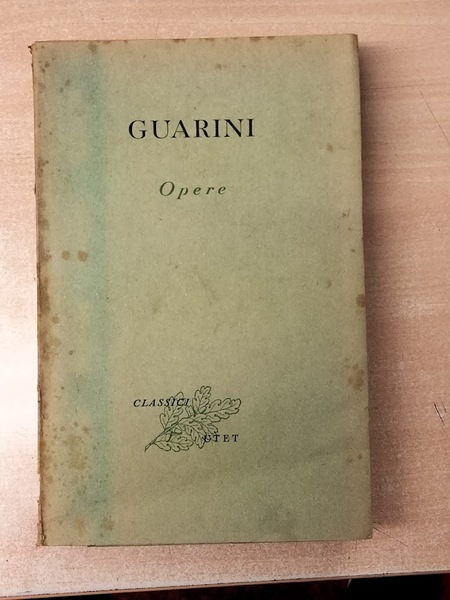 GUARINI
Opere
CLASSICI
UTET